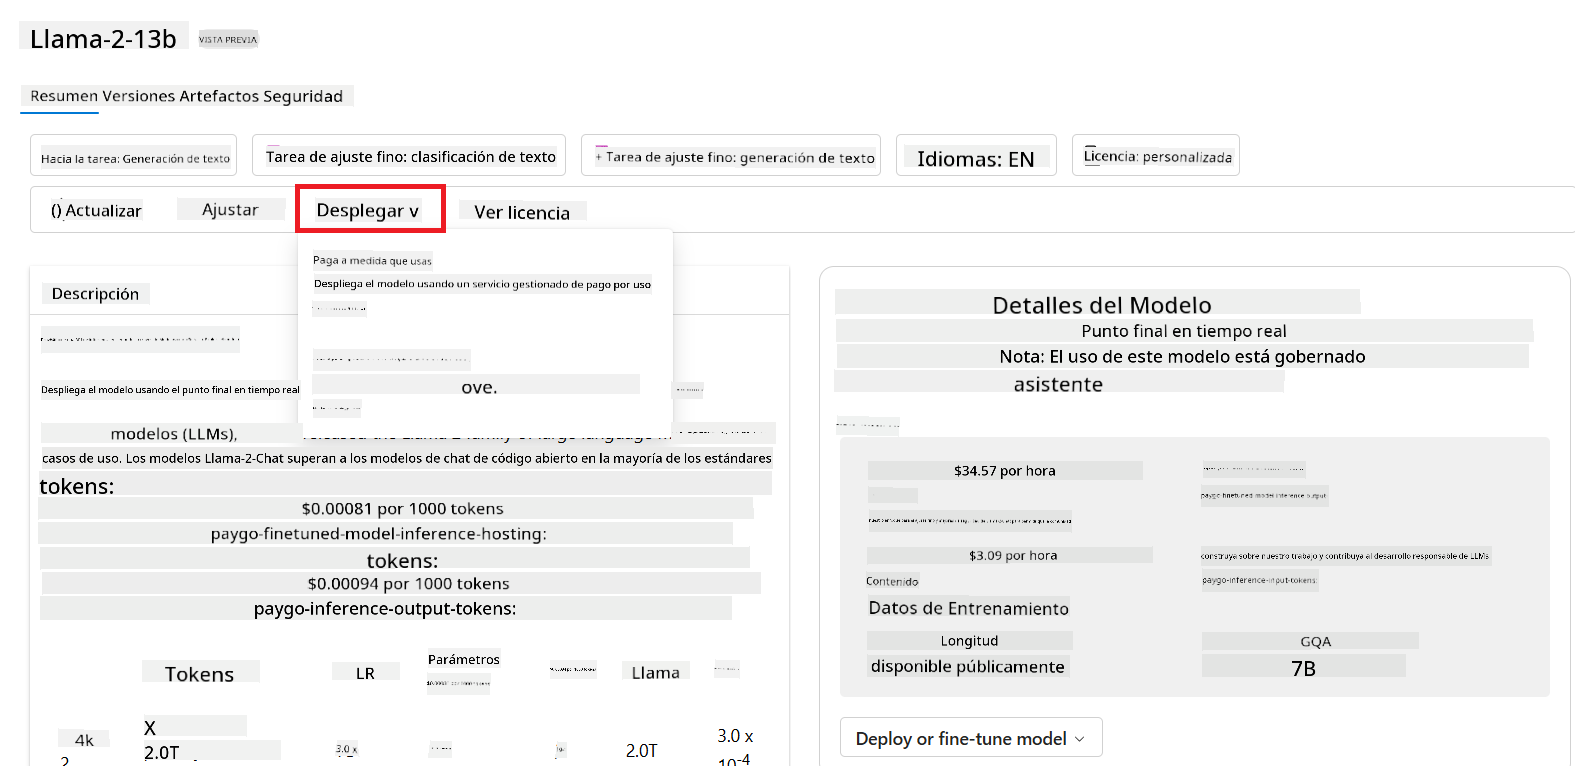 Llama-2-13b VISTA PREVIA
Resumen Versiones Artefactos Seguridad
Hacia la tarea: Generación de texto
Tarea de ajuste fino: clasificación de texto
+ Tarea de ajuste fino: generación de texto
Idiomas: EN
Licencia: personalizada
() Actualizar
Ajustar
Desplegar v
Ver licencia
Paga a medida que usas
Despliega el modelo usando un servicio gestionado de pago por uso
ove.
Descripción
Despliega el modelo usando el punto final en tiempo real
modelos (LLMs),
casos de uso. Los modelos Llama-2-Chat superan a los modelos de chat de código abierto en la mayoría de los estándares
tokens:
$0.00081 por 1000 tokens
paygo-finetuned-model-inference-hosting:
tokens:
$0.00094 por 1000 tokens
paygo-inference-output-tokens:
Tokens
LR
Parámetros
Llama
4k
X
2.0T
3.0 x
2.0T
3.0 x
10-4
2
Detalles del Modelo
Punto final en tiempo real
Nota: El uso de este modelo está gobernado
asistente
$34.57 por hora
paygo-finetuned-model-inference-output
$3.09 por hora
construya sobre nuestro trabajo y contribuya al desarrollo responsable de LLMs
Contenido
paygo-inference-input-tokens:
Datos de Entrenamiento
Longitud
GQA
disponible públicamente
7B
Deploy or fine-tune model